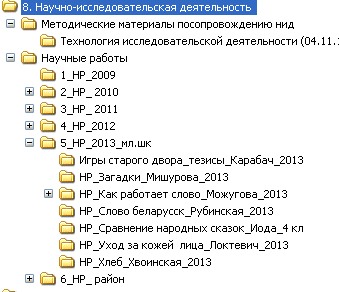 8. Научно-исследовательская деятельность
Методические материалы посопровождению нид
Технология исследовательской деятельности (04.11.1
Научные работы
1_НР_2009
2_НР_ 2010
3_НР_ 2011
4_НР_2012
5_НР_2013_мл.шк
Игры старого двора_тезисы_Карабач_2013
НР_Загадки_Мишурова_2013
НР_Как работает слово_Можугова_2013
НР_Слово беларусск_Рубинская_2013
НР_Сравнение народных сказок_Иода_4 кл
НР_Уход за кожей  лица_Локтевич_2013
НР_Хлеб_Хвоинская_2013
6_НР_ район